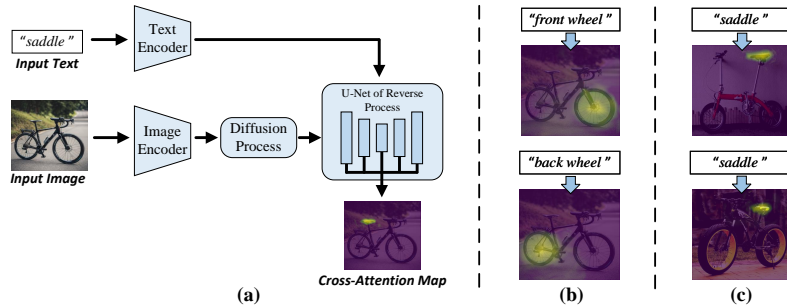 “saddle”
Input Text
Text
Encoder
Input Image
Image
Encoder
Diffusion
Process
U-Net of Reverse
Process
Cross-Attention Map
(a)
“front wheel”
“back wheel”
(b)
“saddle”
“saddle”
(c)